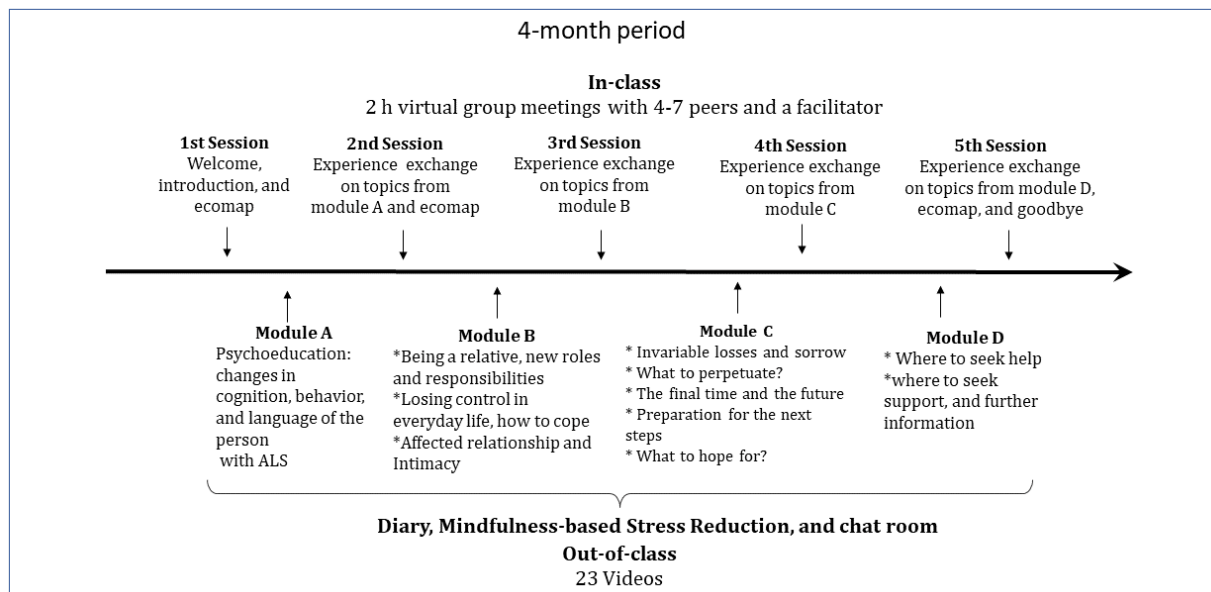 4-month period
In-class
2 h virtual group meetings with 4-7 peers and a facilitator
1st Session
Welcome,
introduction, and
ecomap
2nd Session
Experience exchange
on topics from
module A and ecomap
3rd Session
Experience exchange
on topics from
module B
4th Session
Experience exchange
on topics from
module C
5th Session
Experience exchange
on topics from module D,
ecomap, and goodbye
Module A
Psychoeducation:
changes in
cognition, behavior,
and language of the
person
with ALS
Module B
*Being a relative, new roles
and responsibilities
*Losing control in
everyday life, how to cope
*Affected relationship and
Intimacy
Module C
* Invariable losses and sorrow
* What to perpetuate?
* The final time and the future
* Preparation for the next
steps
* What to hope for?
Module D
* Where to seek help
*where to seek
support, and further
information
Diary, Mindfulness-based Stress Reduction, and chat room
Out-of-class
23 Videos